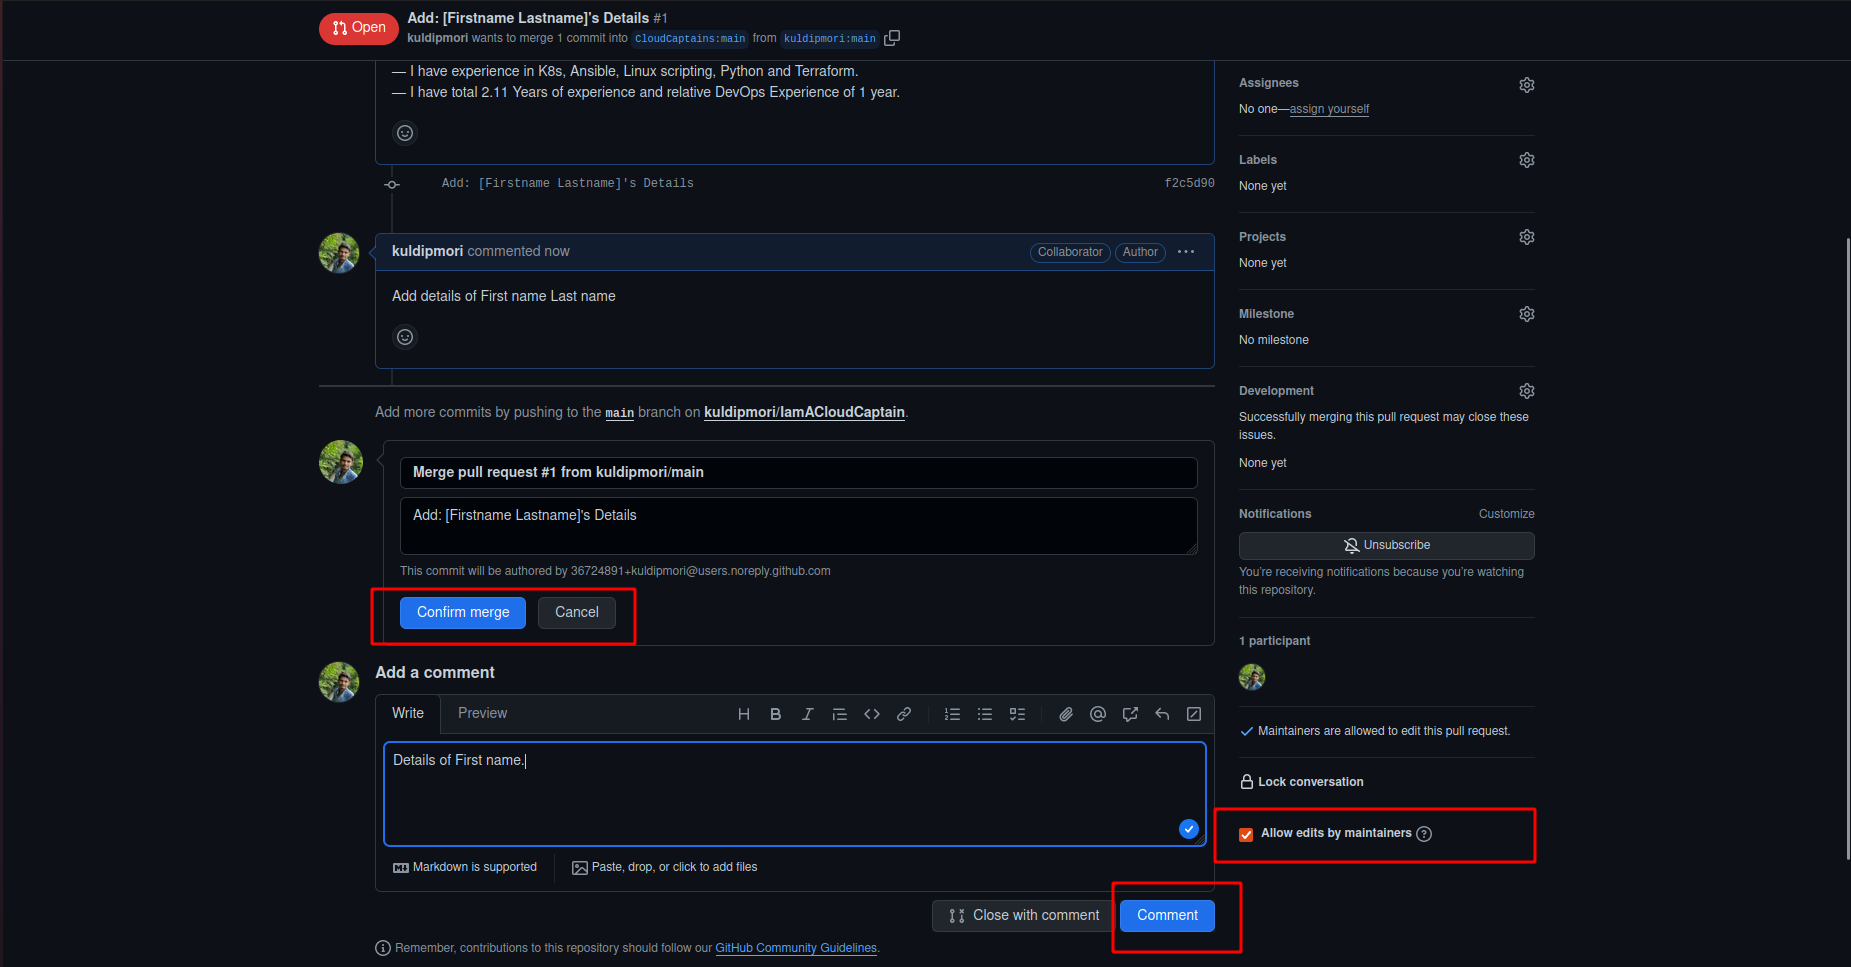 Open
Add: [Firstname Lastname]'s Details #1
kuldipmori wants to merge 1 commit into CloudCaptains:main from kuldipmori:main
— I have experience in K8s, Ansible, Linux scripting, Python and Terraform.
— I have total 2.11 Years of experience and relative DevOps Experience of 1 year.
Add: [Firstname Lastname]'s Details f2c5d90
kuldipmori commented now
Collaborator Author
Add details of First name Last name
Add more commits by pushing to the main branch on kuldipmori/IamACloudCaptain.
Merge pull request #1 from kuldipmori/main
Add: [Firstname Lastname]'s Details
This commit will be authored by 36724891+kuldipmori@users.noreply.github.com
Confirm merge Cancel
Add a comment
Write Preview
Details of First name.
Markdown is supported Paste, drop, or click to add files
Close with comment Comment
Remember, contributions to this repository should follow our GitHub Community Guidelines.
Assignees
No one—assign yourself
Labels
None yet
Projects
None yet
Milestone
No milestone
Development
Successfully merging this pull request may close these
issues.
None yet
Notifications Customize
Unsubscribe
You're receiving notifications because you're watching
this repository.
1 participant
Maintainers are allowed to edit this pull request.
Lock conversation
Allow edits by maintainers